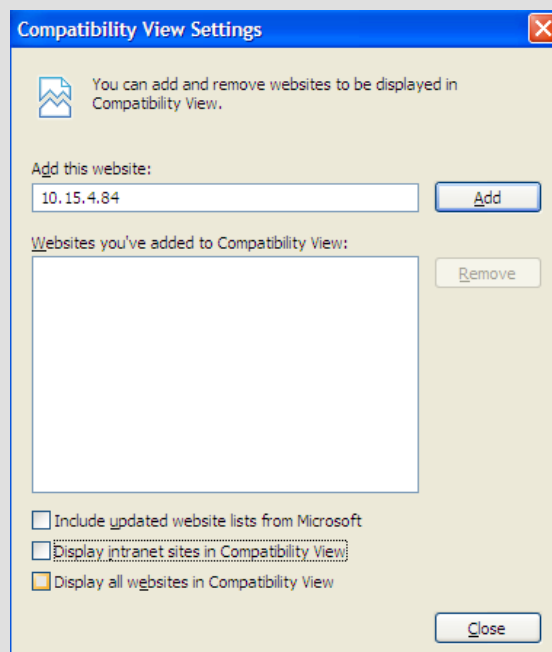 Compatibility View Settings
You can add and remove websites to be displayed in
Compatibility View.
Add this website:
10.15.4.84
Add
Websites you've added to Compatibility View:
Remove
Include updated website lists from Microsoft
Display intranet sites in Compatibility View
Display all websites in Compatibility View
Close